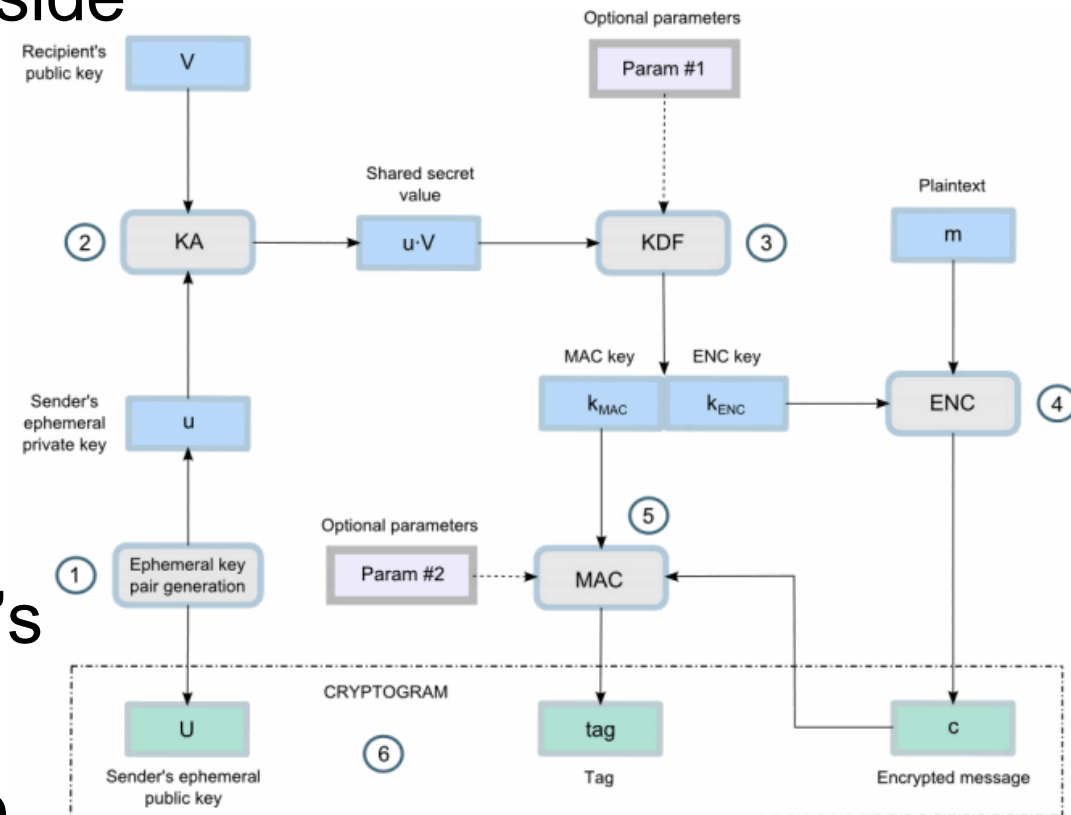 side
Optional parameters
Recipient's
public key
V
Param #1
Shared secret
value
Plaintext
2
KA
u·V
KDF
3
m
MAC key
ENC key
Sender's
ephemeral
private key
u
kMAC
kENC
ENC
4
5
Optional parameters
1
Ephemeral key
pair generation
Param #2
MAC
's
CRYPTOGRAM
U
6
tag
c
Sender's ephemeral
public key
Tag
Encrypted message